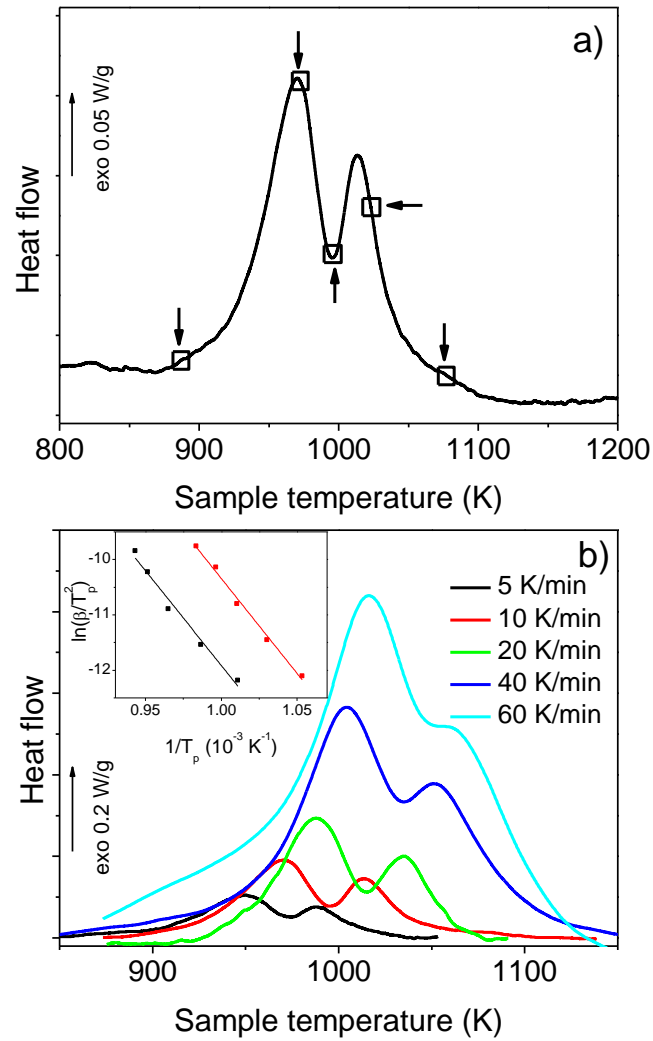 a)
exo 0.05 W/g
Heat flow
800 900 1000 1100 1200
Sample temperature (K)
b)
-10
-11
-12
ln(β/T_p^2)
0.95 1.00 1.05
1/T_p (10^-3 K^-1)
5 K/min
10 K/min
20 K/min
40 K/min
60 K/min
exo 0.2 W/g
Heat flow
900 1000 1100
Sample temperature (K)